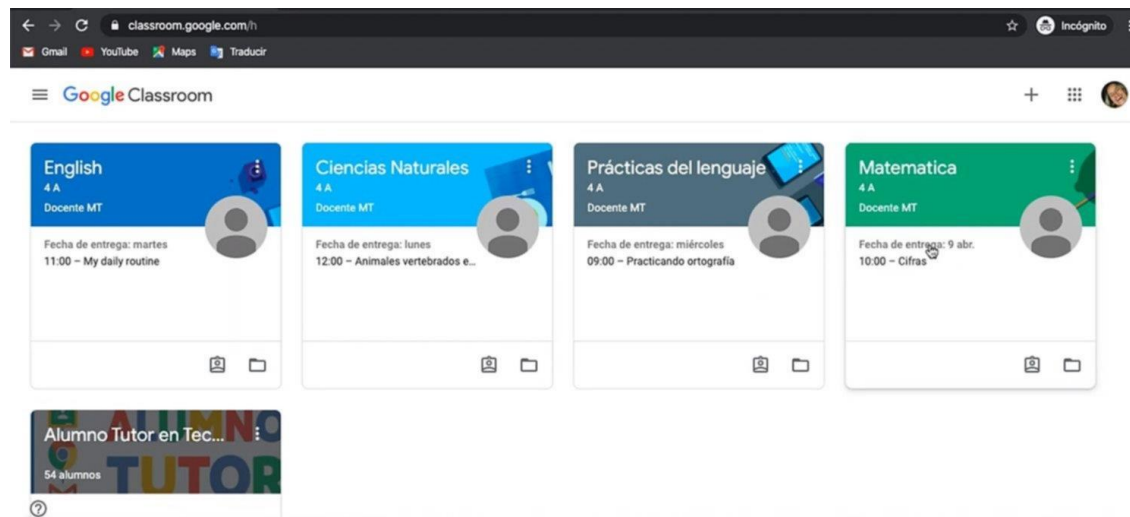 classroom.google.com/h
Incógnito
Gmail YouTube Maps Traducir
Google Classroom
English
4 A
Docente MT
Fecha de entrega: martes
11:00 – My daily routine
Ciencias Naturales
4 A
Docente MT
Fecha de entrega: lunes
12:00 – Animales vertebrados e...
Prácticas del lenguaje
4 A
Docente MT
Fecha de entrega: miércoles
09:00 – Practicando ortografía
Matematica
4 A
Docente MT
Fecha de entrega: 9 abr.
10:00 – Cifras
ALUMNO
Alumno Tutor en Tec...
TUTOR
54 alumnos